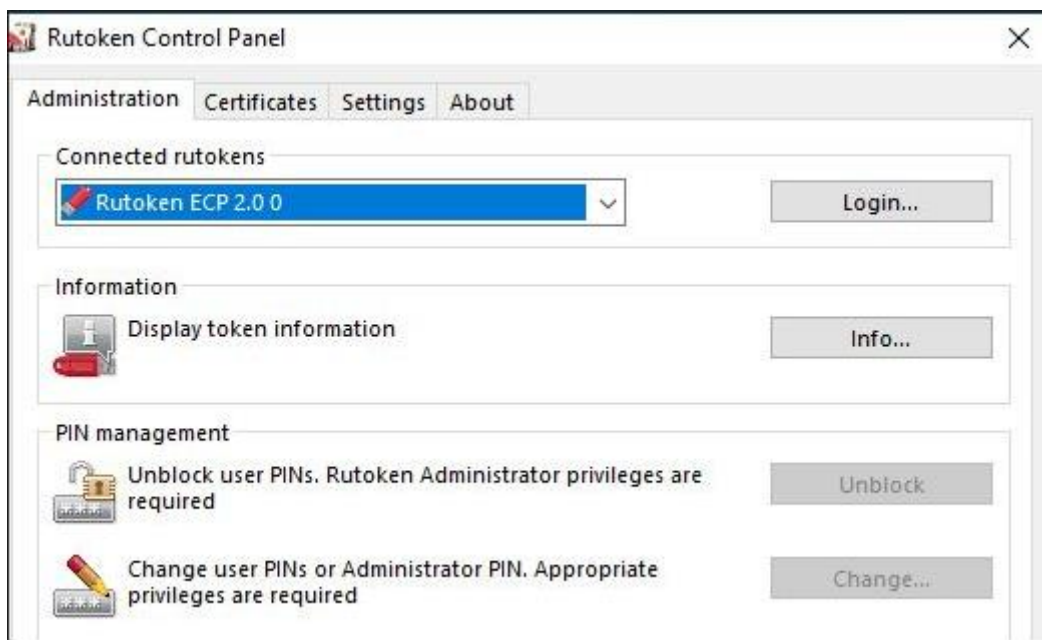 Rutoken Control Panel
Administration Certificates Settings About
Connected rutokens
Rutoken ECP 2.0 0 Login...
Information
Display token information Info...
PIN management
Unblock user PINs. Rutoken Administrator privileges are
required
Unblock
Change user PINs or Administrator PIN. Appropriate
privileges are required
Change...